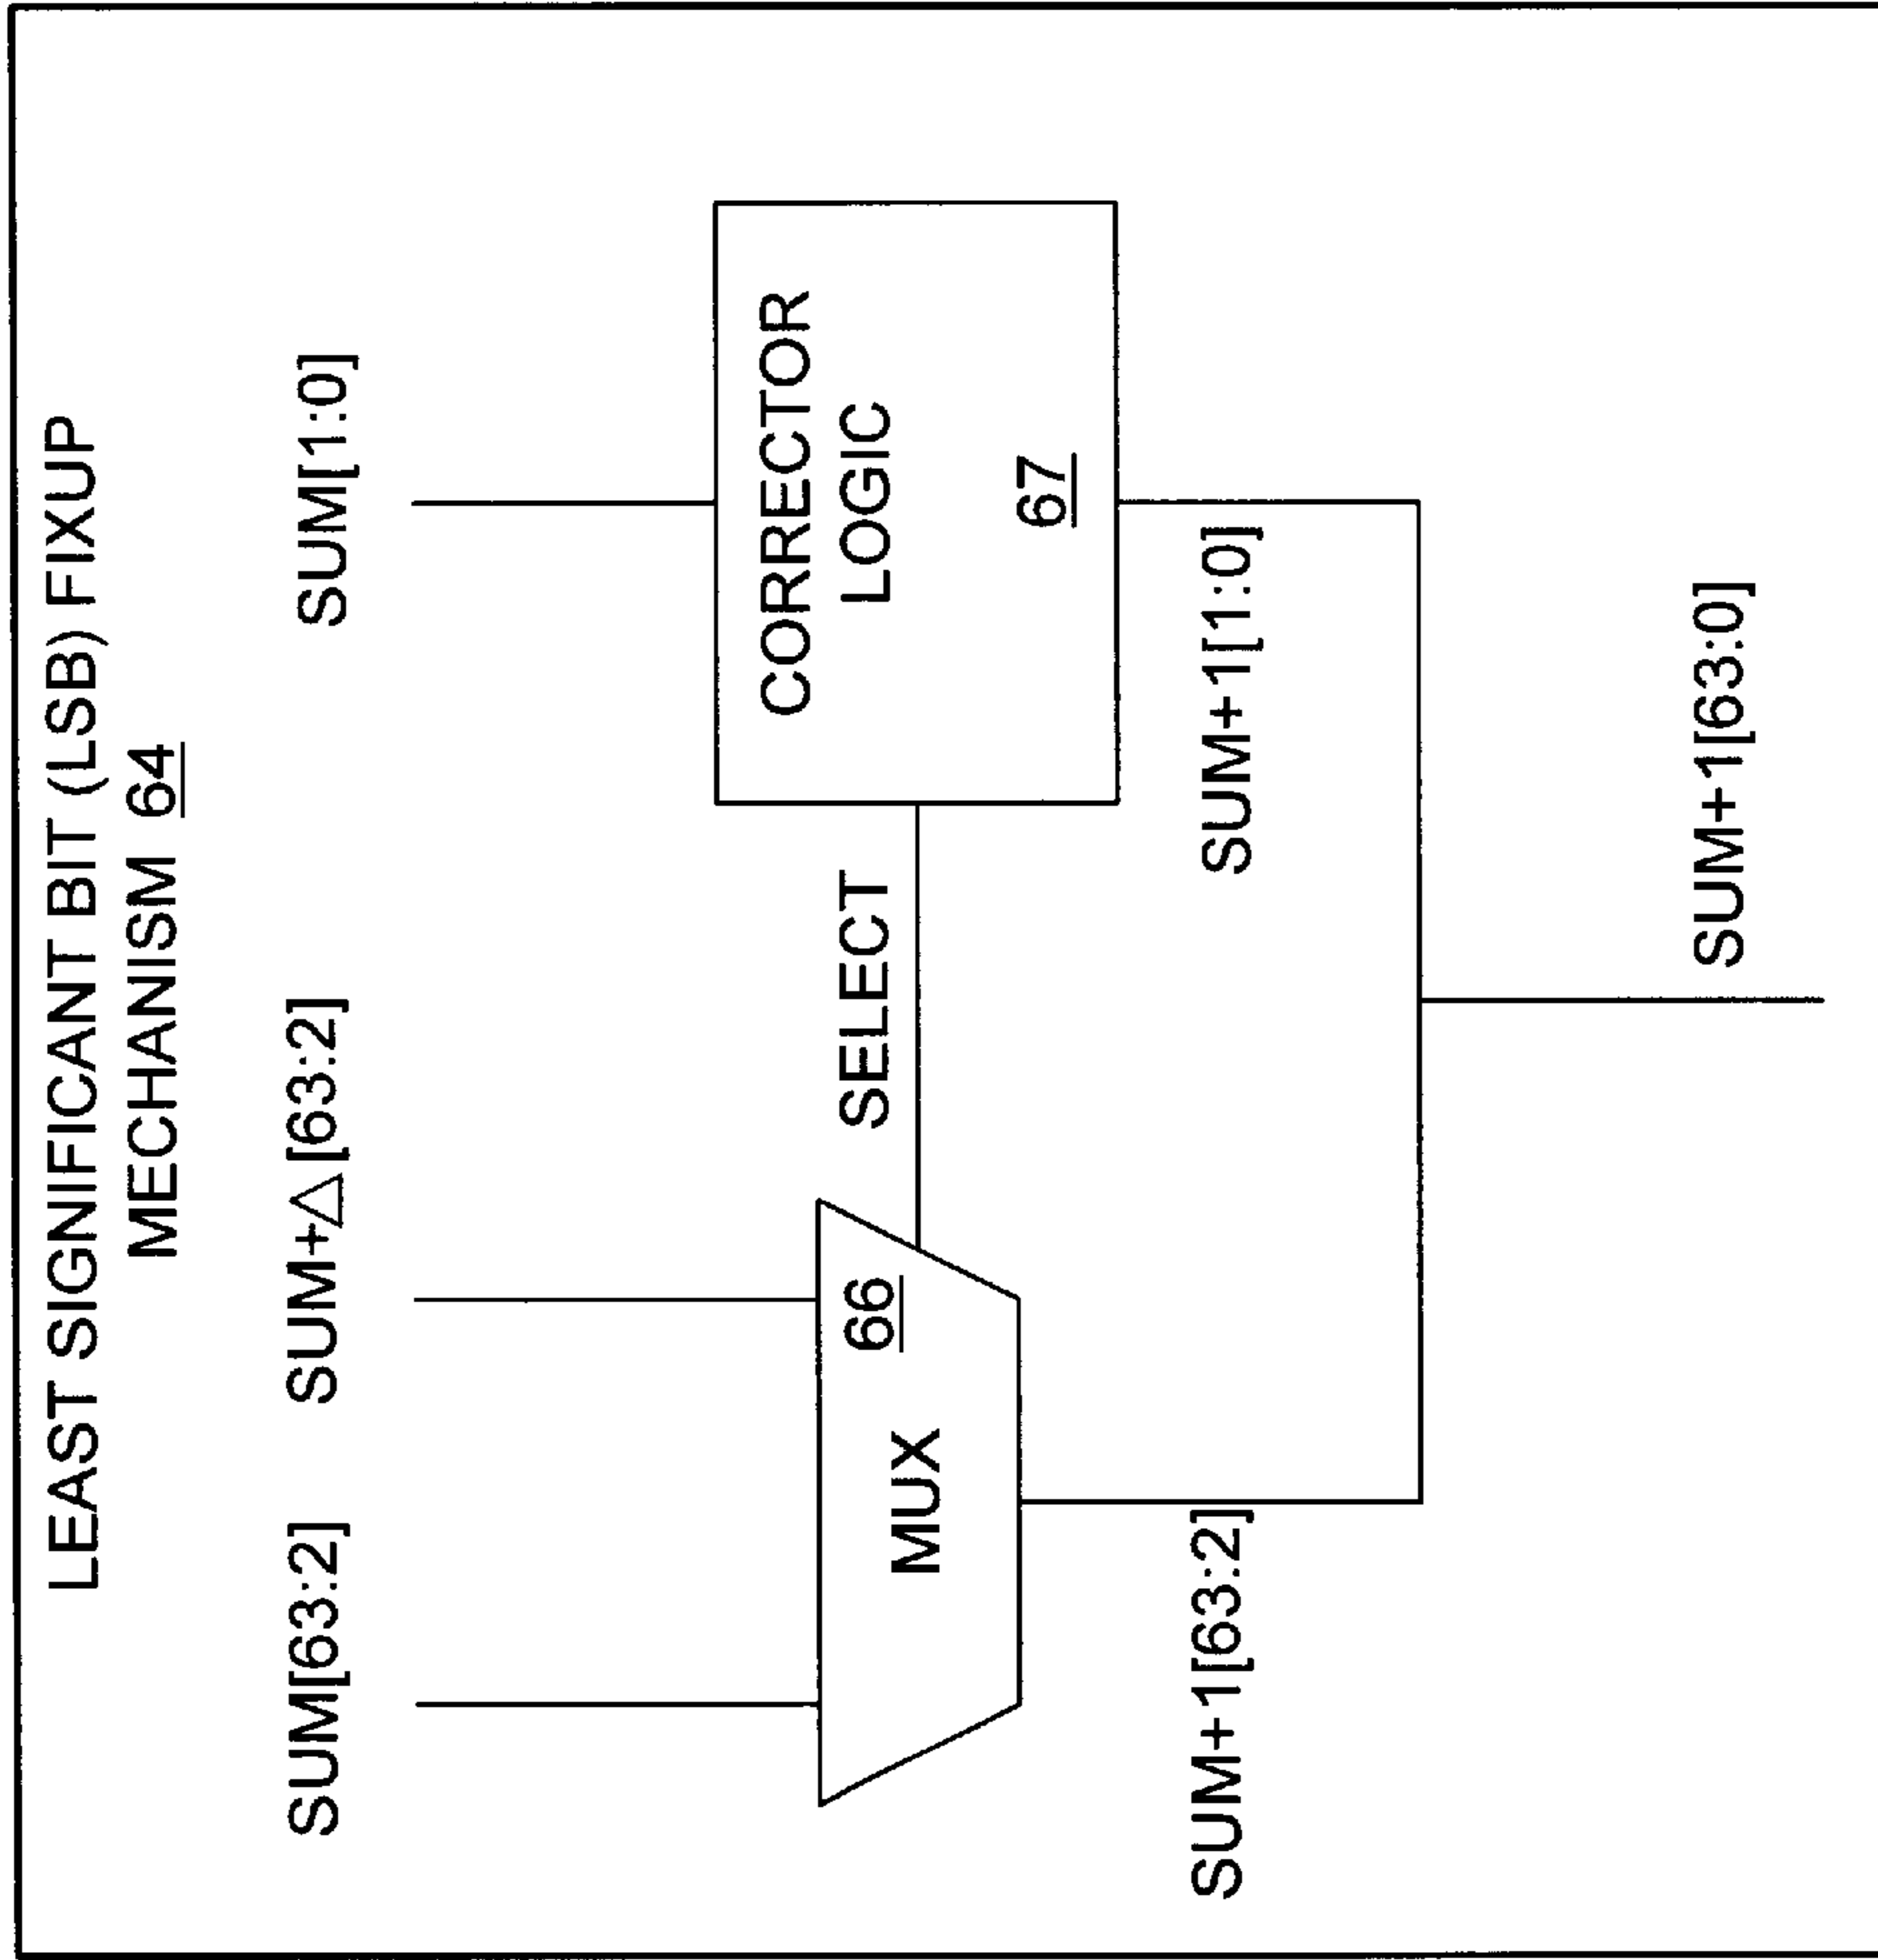 LEAST SIGNIFICANT BIT (LSB) FIXUP
MECHANISM 64
SUM[63:2]
SUM+△[63:2]
SUM[1:0]
66
MUX
SELECT
CORRECTOR
LOGIC
67
SUM+1[63:2]
SUM+1[1:0]
SUM+1[63:0]